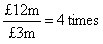 £12m
£3m
= 4 times